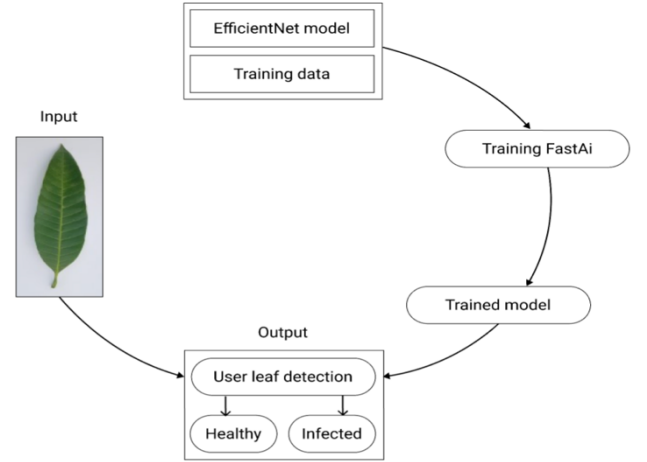 EfficientNet model
Training data
Input
Training FastAi
Trained model
Output
User leaf detection
Healthy
Infected